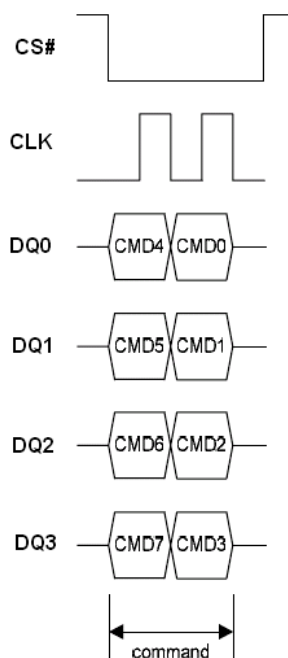 CS#
CLK
DQ0 CMD4 CMD0
DQ1 CMD5 CMD1
DQ2 CMD6 CMD2
DQ3 CMD7 CMD3
command